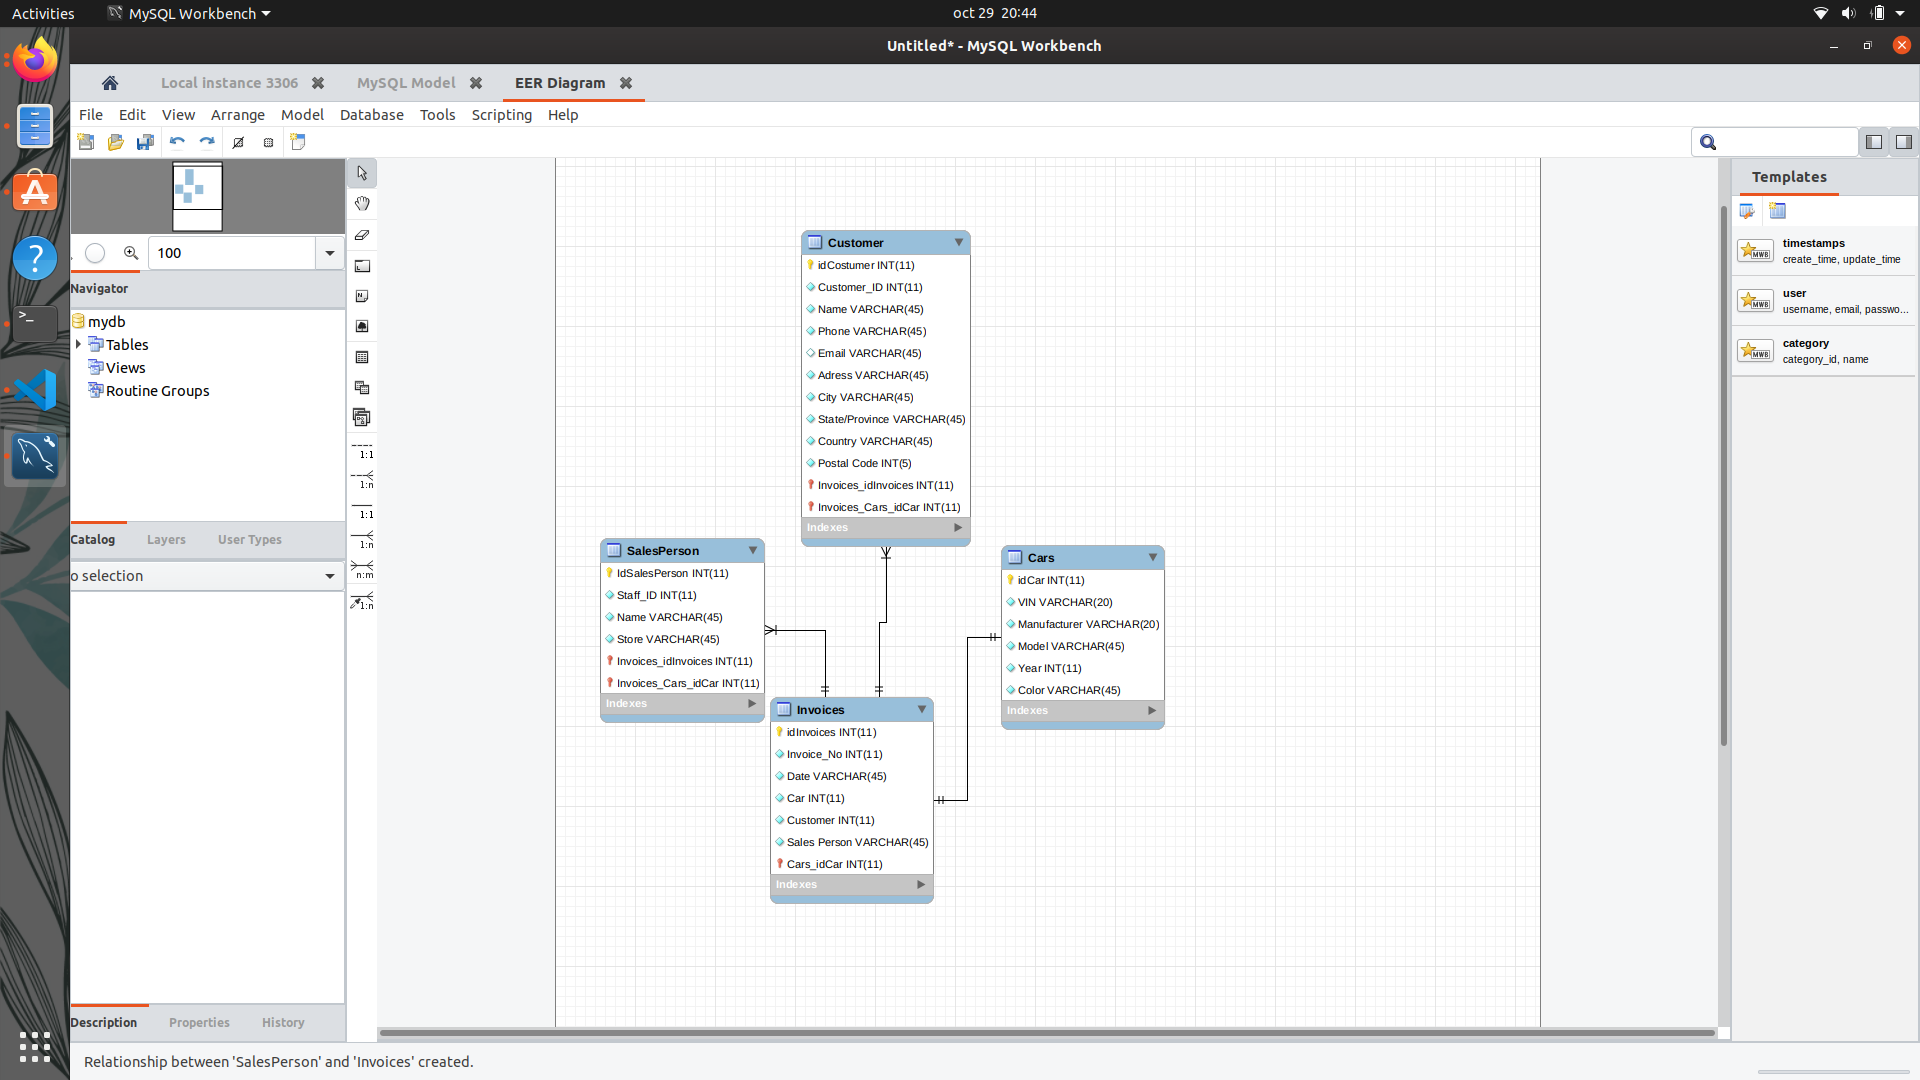 Activities
MySQL Workbench
oct 29 20:44
Untitled* - MySQL Workbench
Local instance 3306
MySQL Model
EER Diagram
File Edit View Arrange Model Database Tools Scripting Help
100
Navigator
mydb
Tables
Views
Routine Groups
Catalog Layers User Types
o selection
Description Properties History
Relationship between 'SalesPerson' and 'Invoices' created.
1:1
1:n
1:1
1:n
n:m
1:n
Customer
idCostumer INT(11)
Customer_ID INT(11)
Name VARCHAR(45)
Phone VARCHAR(45)
Email VARCHAR(45)
Adress VARCHAR(45)
City VARCHAR(45)
State/Province VARCHAR(45)
Country VARCHAR(45)
Postal Code INT(5)
Invoices_idInvoices INT(11)
Invoices_Cars_idCar INT(11)
Indexes
SalesPerson
IdSalesPerson INT(11)
Staff_ID INT(11)
Name VARCHAR(45)
Store VARCHAR(45)
Invoices_idInvoices INT(11)
Invoices_Cars_idCar INT(11)
Indexes
Cars
idCar INT(11)
VIN VARCHAR(20)
Manufacturer VARCHAR(20)
Model VARCHAR(45)
Year INT(11)
Color VARCHAR(45)
Indexes
Invoices
idInvoices INT(11)
Invoice_No INT(11)
Date VARCHAR(45)
Car INT(11)
Customer INT(11)
Sales Person VARCHAR(45)
Cars_idCar INT(11)
Indexes
Templates
timestamps
create_time, update_time
MWB
user
username, email, passwo...
MWB
category
category_id, name
MWB